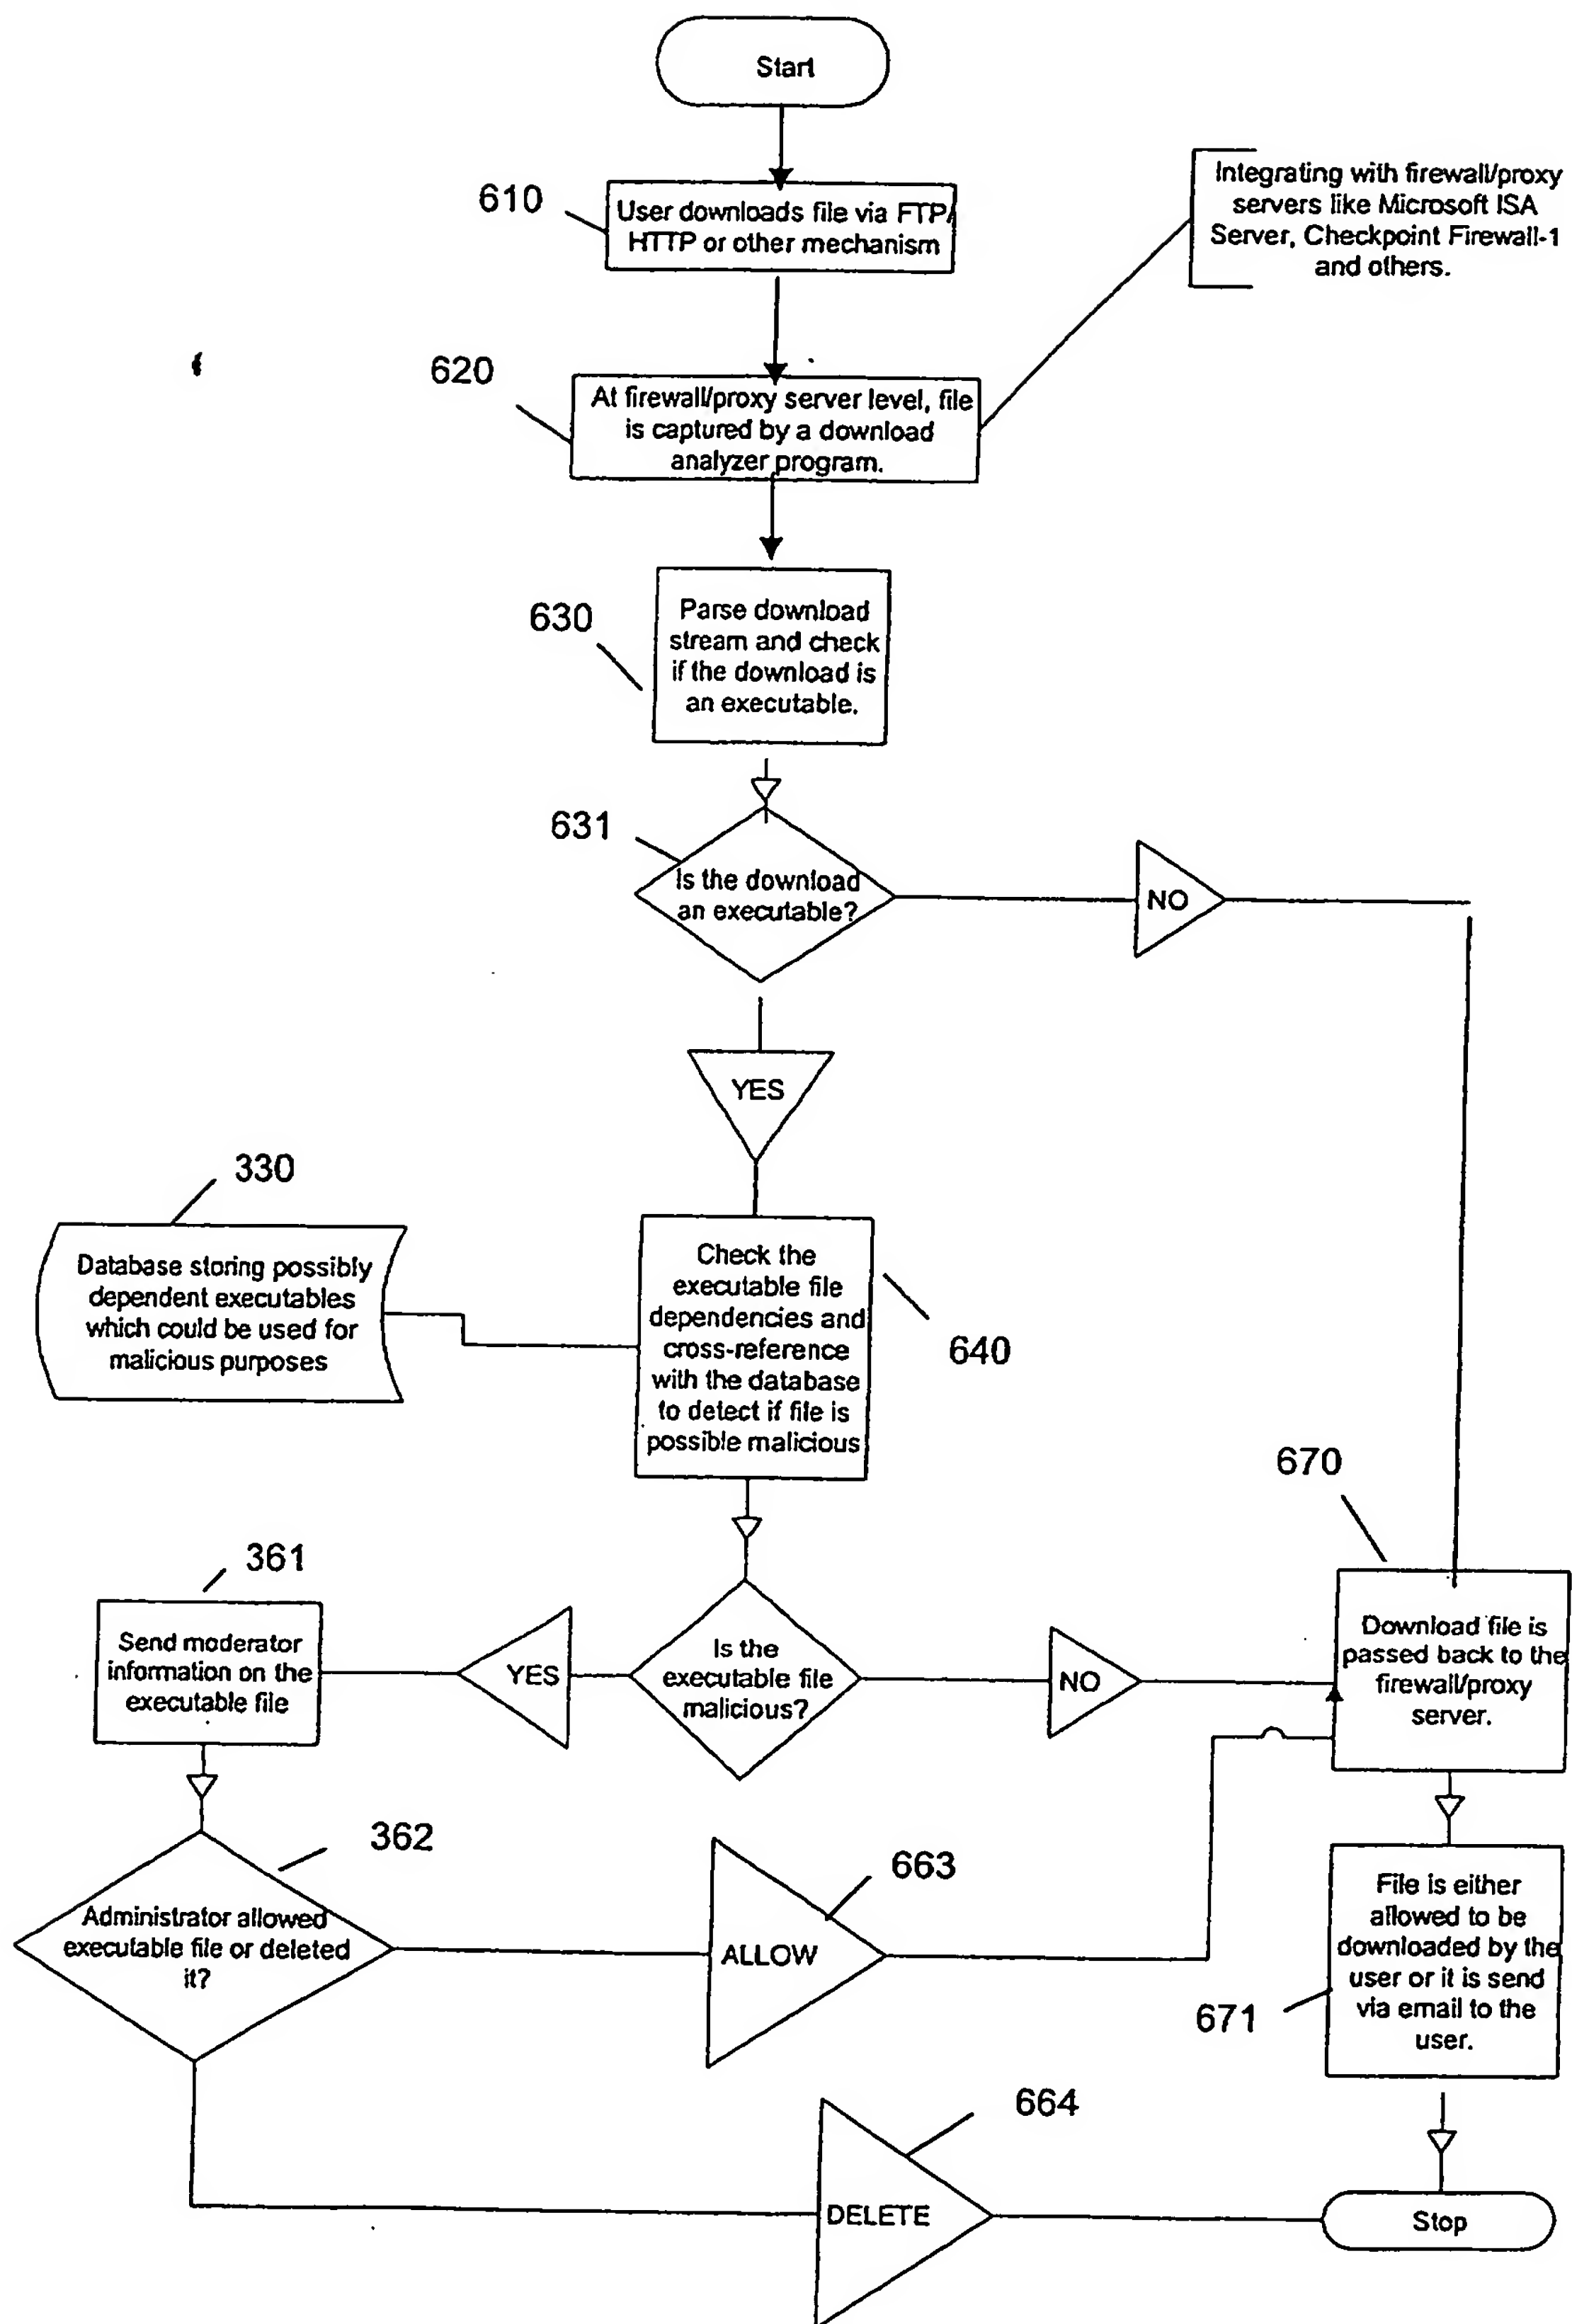 Start
610
User downloads file via FTP/
HTTP or other mechanism
Integrating with firewall/proxy
servers like Microsoft ISA
Server, Checkpoint Firewall-1
and others.
620
At firewall/proxy server level, file
is captured by a download
analyzer program.
630
Parse download
stream and check
if the download is
an executable.
631
Is the download
an executable?
NO
YES
330
Database storing possibly
dependent executables
which could be used for
malicious purposes
Check the
executable file
dependencies and
cross-reference
with the database
to detect if file is
possible malicious
640
670
361
Send moderator
information on the
executable file
YES
Is the
executable file
malicious?
NO
Download file is
passed back to the
firewall/proxy
server.
362
Administrator allowed
executable file or deleted
it?
663
ALLOW
File is either
allowed to be
downloaded by the
user or it is send
via email to the
user.
671
664
DELETE
Stop